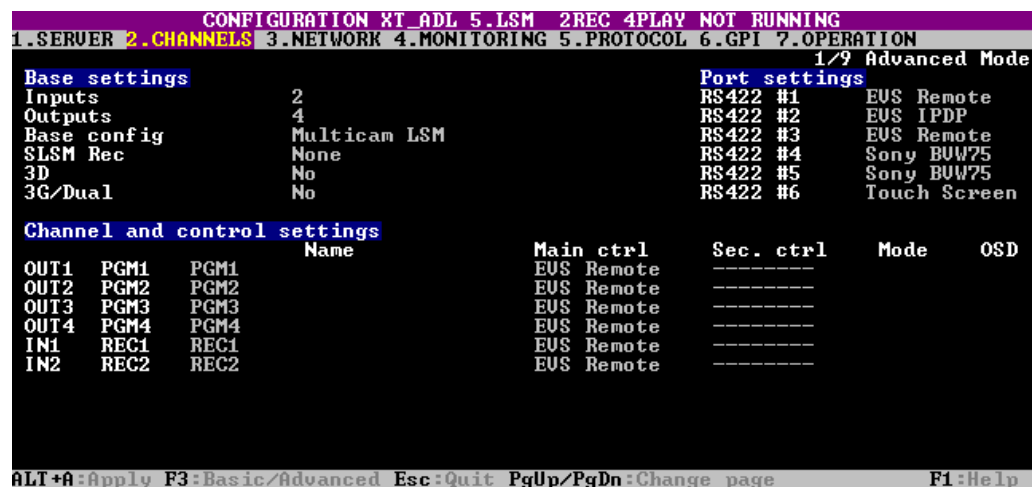 CONFIGURATION XT_ADL 5.LSM 2REC 4PLAY NOT RUNNING
1.SERVER 2.CHANNELS 3.NETWORK 4.MONITORING 5.PROTOCOL 6.GPI 7.OPERATION
1/9 Advanced Mode
Base settings Port settings
Inputs 2 RS422 #1 EVS Remote
Outputs 4 RS422 #2 EVS IPDP
Base config Multicam LSM RS422 #3 EVS Remote
SLSM Rec None RS422 #4 Sony BVW75
3D No RS422 #5 Sony BVW75
3G/Dual No RS422 #6 Touch Screen
Channel and control settings
Name Main ctrl Sec. ctrl Mode OSD
OUT1 PGM1 PGM1 EVS Remote --------
OUT2 PGM2 PGM2 EVS Remote --------
OUT3 PGM3 PGM3 EVS Remote --------
OUT4 PGM4 PGM4 EVS Remote --------
IN1 REC1 REC1 EVS Remote --------
IN2 REC2 REC2 EVS Remote --------
ALT+A:Apply F3:Basic/Advanced Esc:Quit PgUp/PgDn:Change page F1:Help